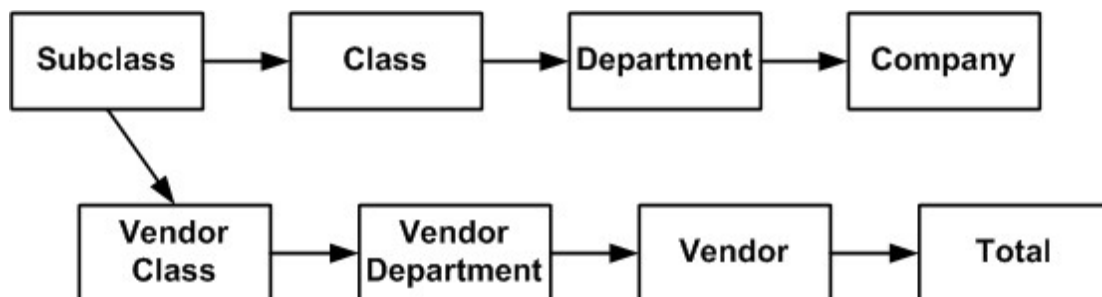 Subclass
Class
Department
Company
Vendor
Class
Vendor
Department
Vendor
Total